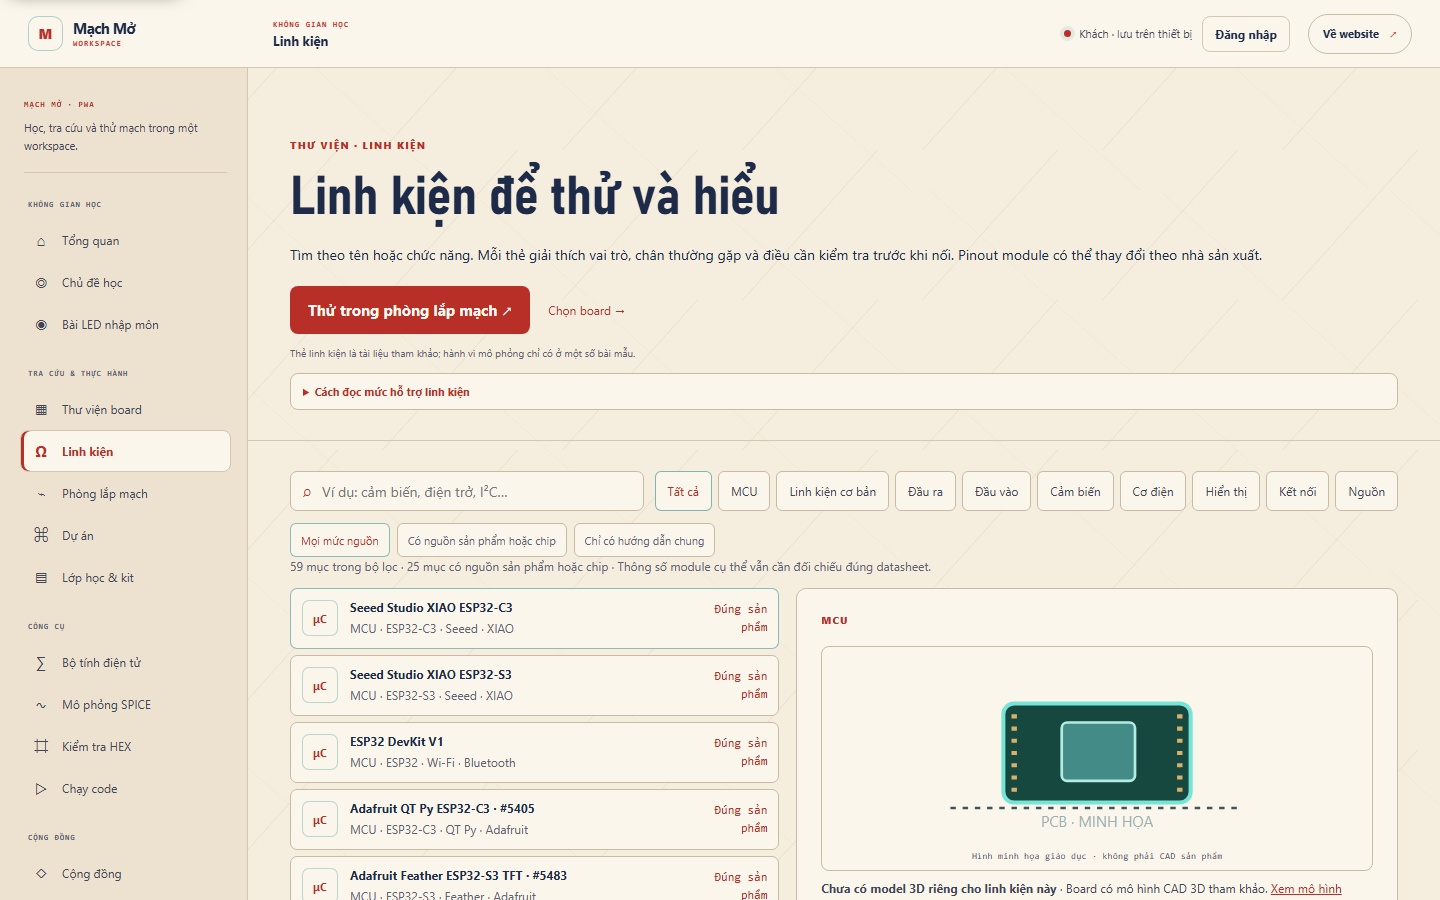 M
Mạch Mở
WORKSPACE
KHÔNG GIAN HỌC
Linh kiện
Khách · lưu trên thiết bị
Đăng nhập
Về website ↗
MẠCH MỞ · PWA
Học, tra cứu và thử mạch trong một
workspace.
KHÔNG GIAN HỌC
Tổng quan
Chủ đề học
Bài LED nhập môn
TRA CỨU & THỰC HÀNH
Thư viện board
Ω Linh kiện
Phòng lắp mạch
Dự án
Lớp học & kit
CÔNG CỤ
∑ Bộ tính điện tử
∿ Mô phỏng SPICE
Kiểm tra HEX
Chạy code
CỘNG ĐỒNG
Cộng đồng
THƯ VIỆN · LINH KIỆN
Linh kiện để thử và hiểu
Tìm theo tên hoặc chức năng. Mỗi thẻ giải thích vai trò, chân thường gặp và điều cần kiểm tra trước khi nối. Pinout module có thể thay đổi theo nhà sản xuất.
Thử trong phòng lắp mạch ↗
Chọn board →
Thẻ linh kiện là tài liệu tham khảo; hành vi mô phỏng chỉ có ở một số bài mẫu.
▶ Cách đọc mức hỗ trợ linh kiện
Ví dụ: cảm biến, điện trở, I²C...
Tất cả
MCU
Linh kiện cơ bản
Đầu ra
Đầu vào
Cảm biến
Cơ điện
Hiển thị
Kết nối
Nguồn
Mọi mức nguồn
Có nguồn sản phẩm hoặc chip
Chỉ có hướng dẫn chung
59 mục trong bộ lọc · 25 mục có nguồn sản phẩm hoặc chip · Thông số module cụ thể vẫn cần đối chiếu đúng datasheet.
µC
Seeed Studio XIAO ESP32-C3
MCU · ESP32-C3 · Seeed · XIAO
Đúng sản
phẩm
µC
Seeed Studio XIAO ESP32-S3
MCU · ESP32-S3 · Seeed · XIAO
Đúng sản
phẩm
µC
ESP32 DevKit V1
MCU · ESP32 · Wi-Fi · Bluetooth
Đúng sản
phẩm
µC
Adafruit QT Py ESP32-C3 · #5405
MCU · ESP32-C3 · QT Py · Adafruit
Đúng sản
phẩm
µC
Adafruit Feather ESP32-S3 TFT · #5483
MCU · ESP32-S3 · Feather · Adafruit
Đúng sản
phẩm
MCU
PCB · MINH HỌA
Hình minh họa giáo dục · không phải CAD sản phẩm
Chưa có model 3D riêng cho linh kiện này · Board có mô hình CAD 3D tham khảo. Xem mô hình